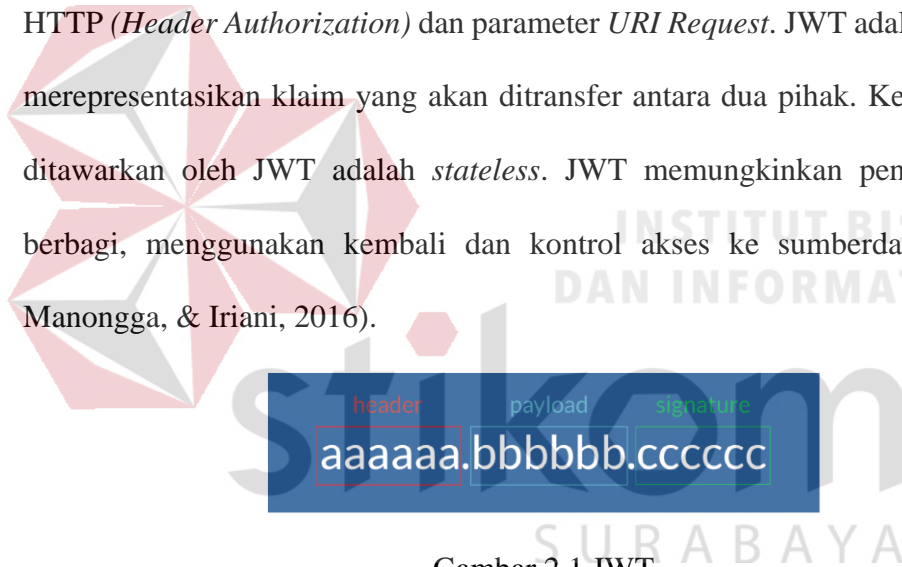 HTTP (Header Authorization) dan parameter URI Request. JWT adal
merepresentasikan klaim yang akan ditransfer antara dua pihak. Ke
ditawarkan oleh JWT adalah stateless. JWT memungkinkan pen
INSTITUT BIS
berbagi, menggunakan kembali dan kontrol akses ke sumberda
DAN INFORMAT
Manongga, & Iriani, 2016).
stikom
header payload signature
aaaaaa.bbbbbb.cccccc
SURABAYA
Gambar 2.1 JWT